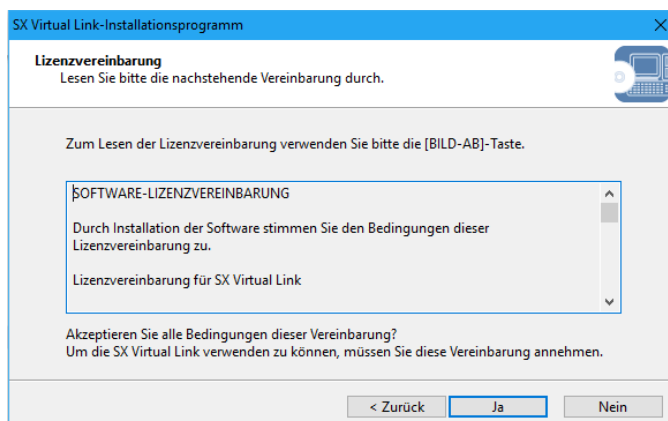 SX Virtual Link-Installationsprogramm
Lizenzvereinbarung
Lesen Sie bitte die nachstehende Vereinbarung durch.
Zum Lesen der Lizenzvereinbarung verwenden Sie bitte die [BILD-AB]-Taste.
SOFTWARE-LIZENZVEREINBARUNG
Durch Installation der Software stimmen Sie den Bedingungen dieser
Lizenzvereinbarung zu.
Lizenzvereinbarung für SX Virtual Link
Akzeptieren Sie alle Bedingungen dieser Vereinbarung?
Um die SX Virtual Link verwenden zu können, müssen Sie diese Vereinbarung annehmen.
< Zurück Ja Nein